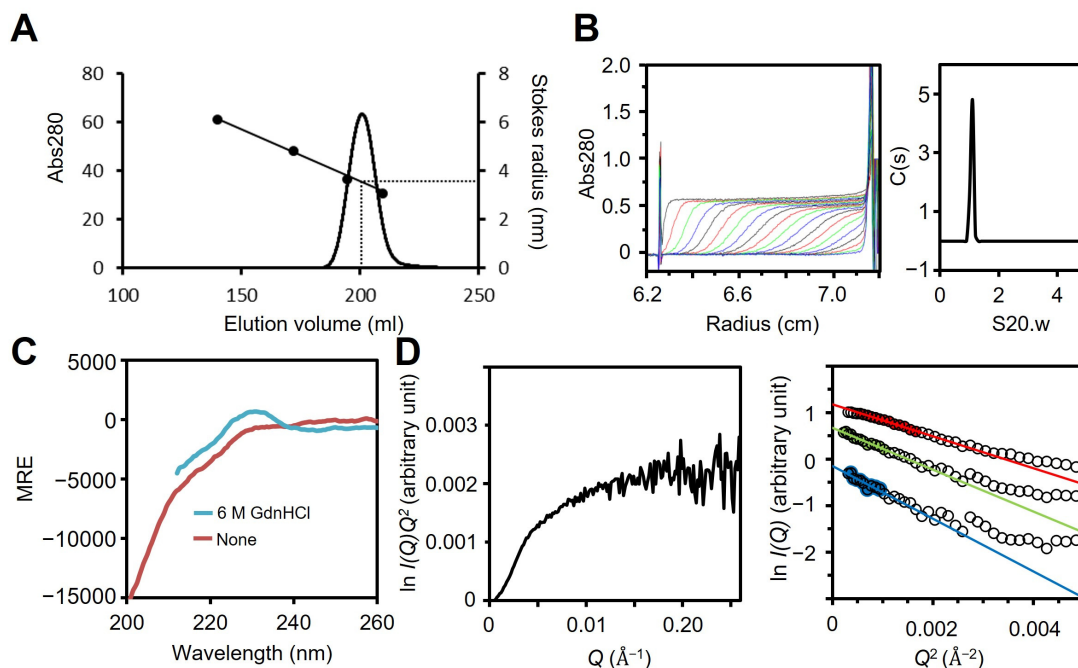 A
Abs280
80
60
40
20
0
100
150
200
250
Elution volume (ml)
8
6
4
2
0
Stokes radius (nm)
B
Abs280
2.0
1.5
1.0
0.5
0
6.2
6.6
7.0
Radius (cm)
C(s)
5
3
1
−1
0
2
4
S20.w
C
MRE
5000
0
−5000
−10000
−15000
6 M GdnHCl
None
200
220
240
260
Wavelength (nm)
D
ln I(Q)Q² (arbitrary unit)
0.003
0.002
0.001
0
0
0.01
0.20
Q (Å⁻¹)
ln I(Q) (arbitrary unit)
1
0
−1
−2
0
0.002
0.004
Q² (Å⁻²)